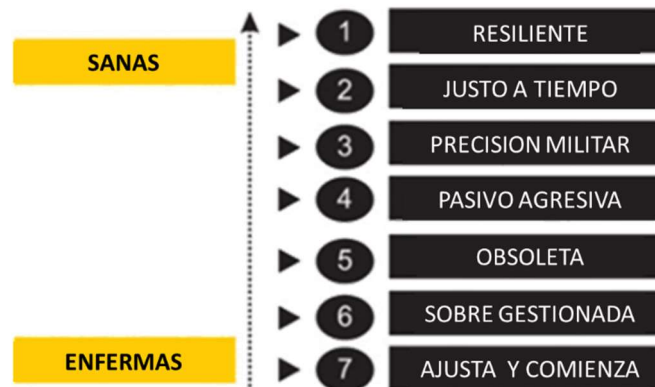 1 RESILIENTE
SANAS
2 JUSTO A TIEMPO
3 PRECISION MILITAR
4 PASIVO AGRESIVA
5 OBSOLETA
6 SOBRE GESTIONADA
ENFERMAS
7 AJUSTA Y COMIENZA